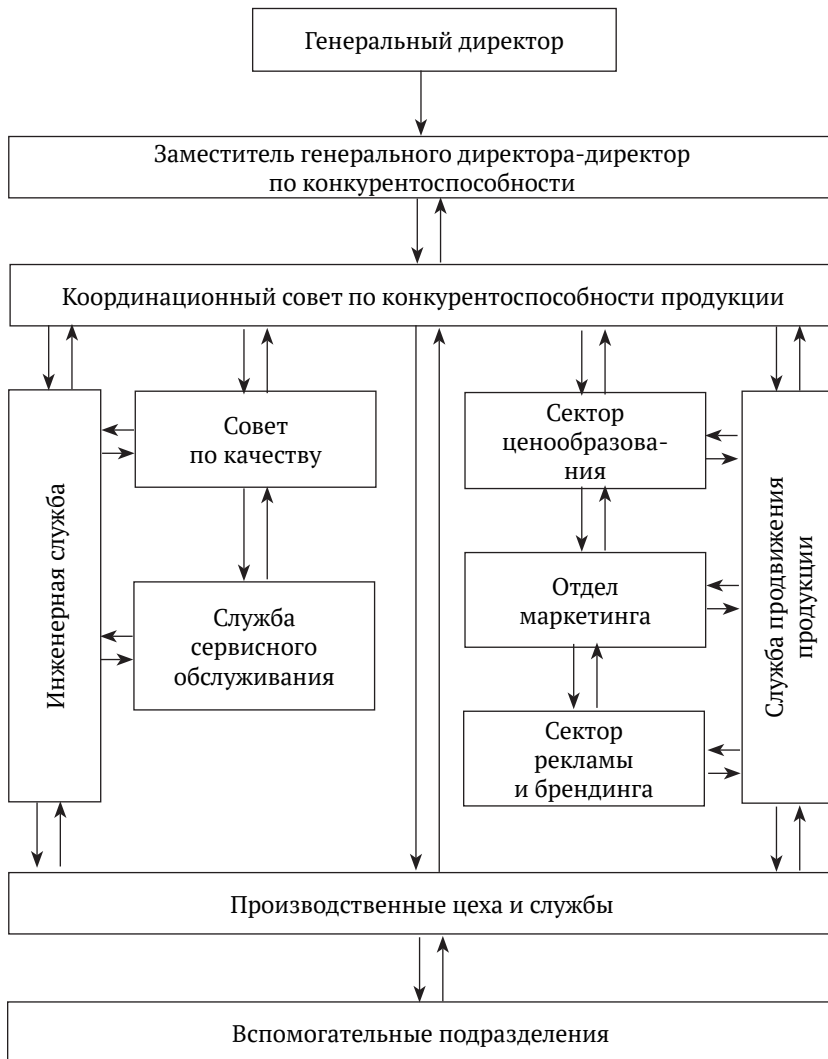 Генеральный директор
Заместитель генерального директора-директор
по конкурентоспособности
Координационный совет по конкурентоспособности продукции
Инженерная служба
Совет
по качеству
Служба
сервисного
обслуживания
Сектор
ценообразова-
ния
Отдел
маркетинга
Сектор
рекламы
и брендинга
Служба продвижения
продукции
Производственные цеха и службы
Вспомогательные подразделения